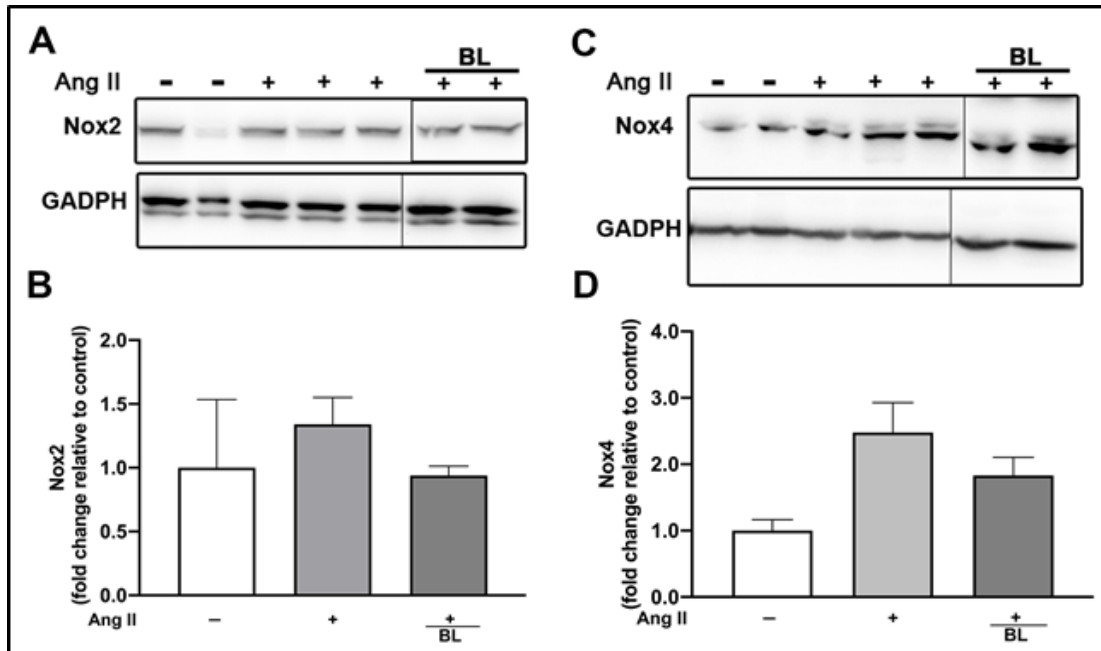 A
BL
Ang II - - + + + + +
Nox2
GADPH
B
Nox2
(fold change relative to control)
2.0
1.5
1.0
0.5
0.0
Ang II – + +
BL
C
BL
Ang II - - + + + + +
Nox4
GADPH
D
Nox4
(fold change relative to control)
4.0
3.0
2.0
1.0
0.0
Ang II – + +
BL